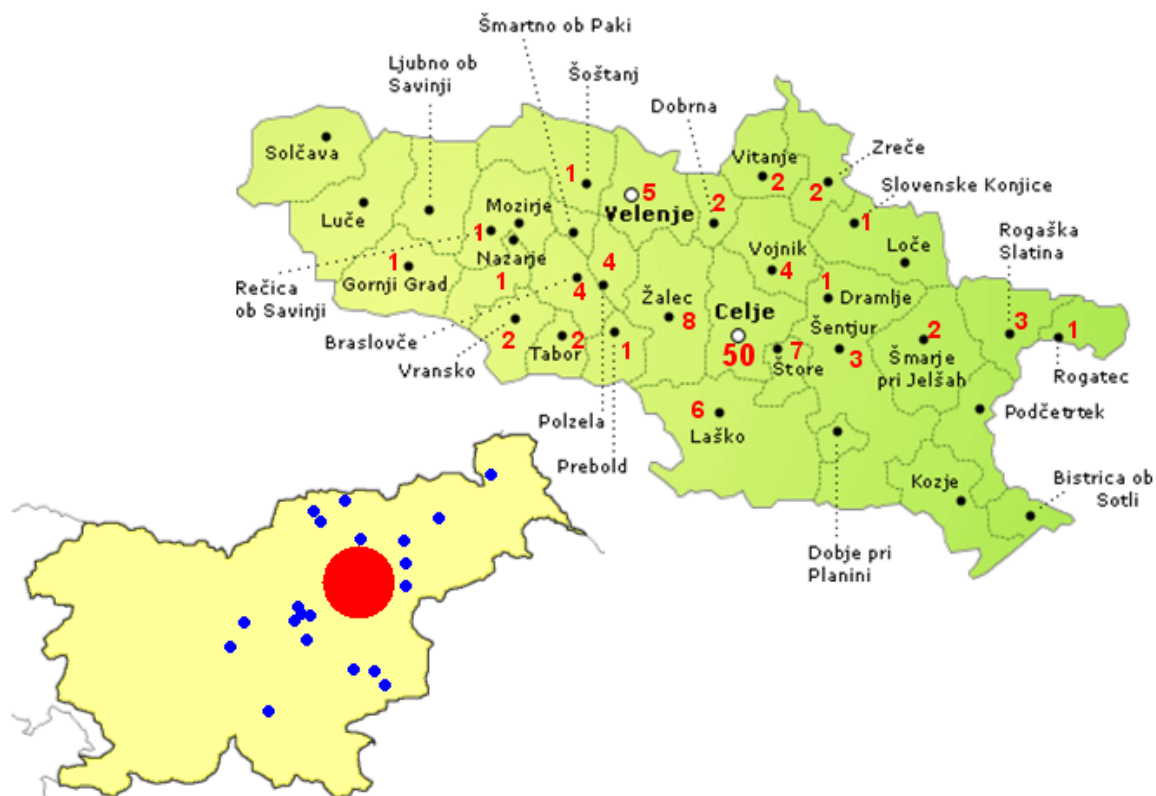 Šmartno ob Paki
Ljubno ob
Savinji
Šoštanj
Dobrna
Solčava
Vitanje
2
Zreče
2
Slovenske Konjice
1
5
Velenje
2
1
Luče
Mozirje
1
Nazarje
Vojnik
4
Loče
Rogaška
Slatina
1
Gornji Grad
1
4
4
Rečica
ob Savinji
Žalec
8
1
Dramlje
Celje
50
Braslovče
2
Vransko
2
Tabor
1
7
Štore
Šentjur
3
2
Šmarje
pri Jelšah
3
1
Rogatec
6
Laško
Polzela
Prebold
Podčetrtek
Kozje
Bistrica ob
Sotli
Dobje pri
Planini